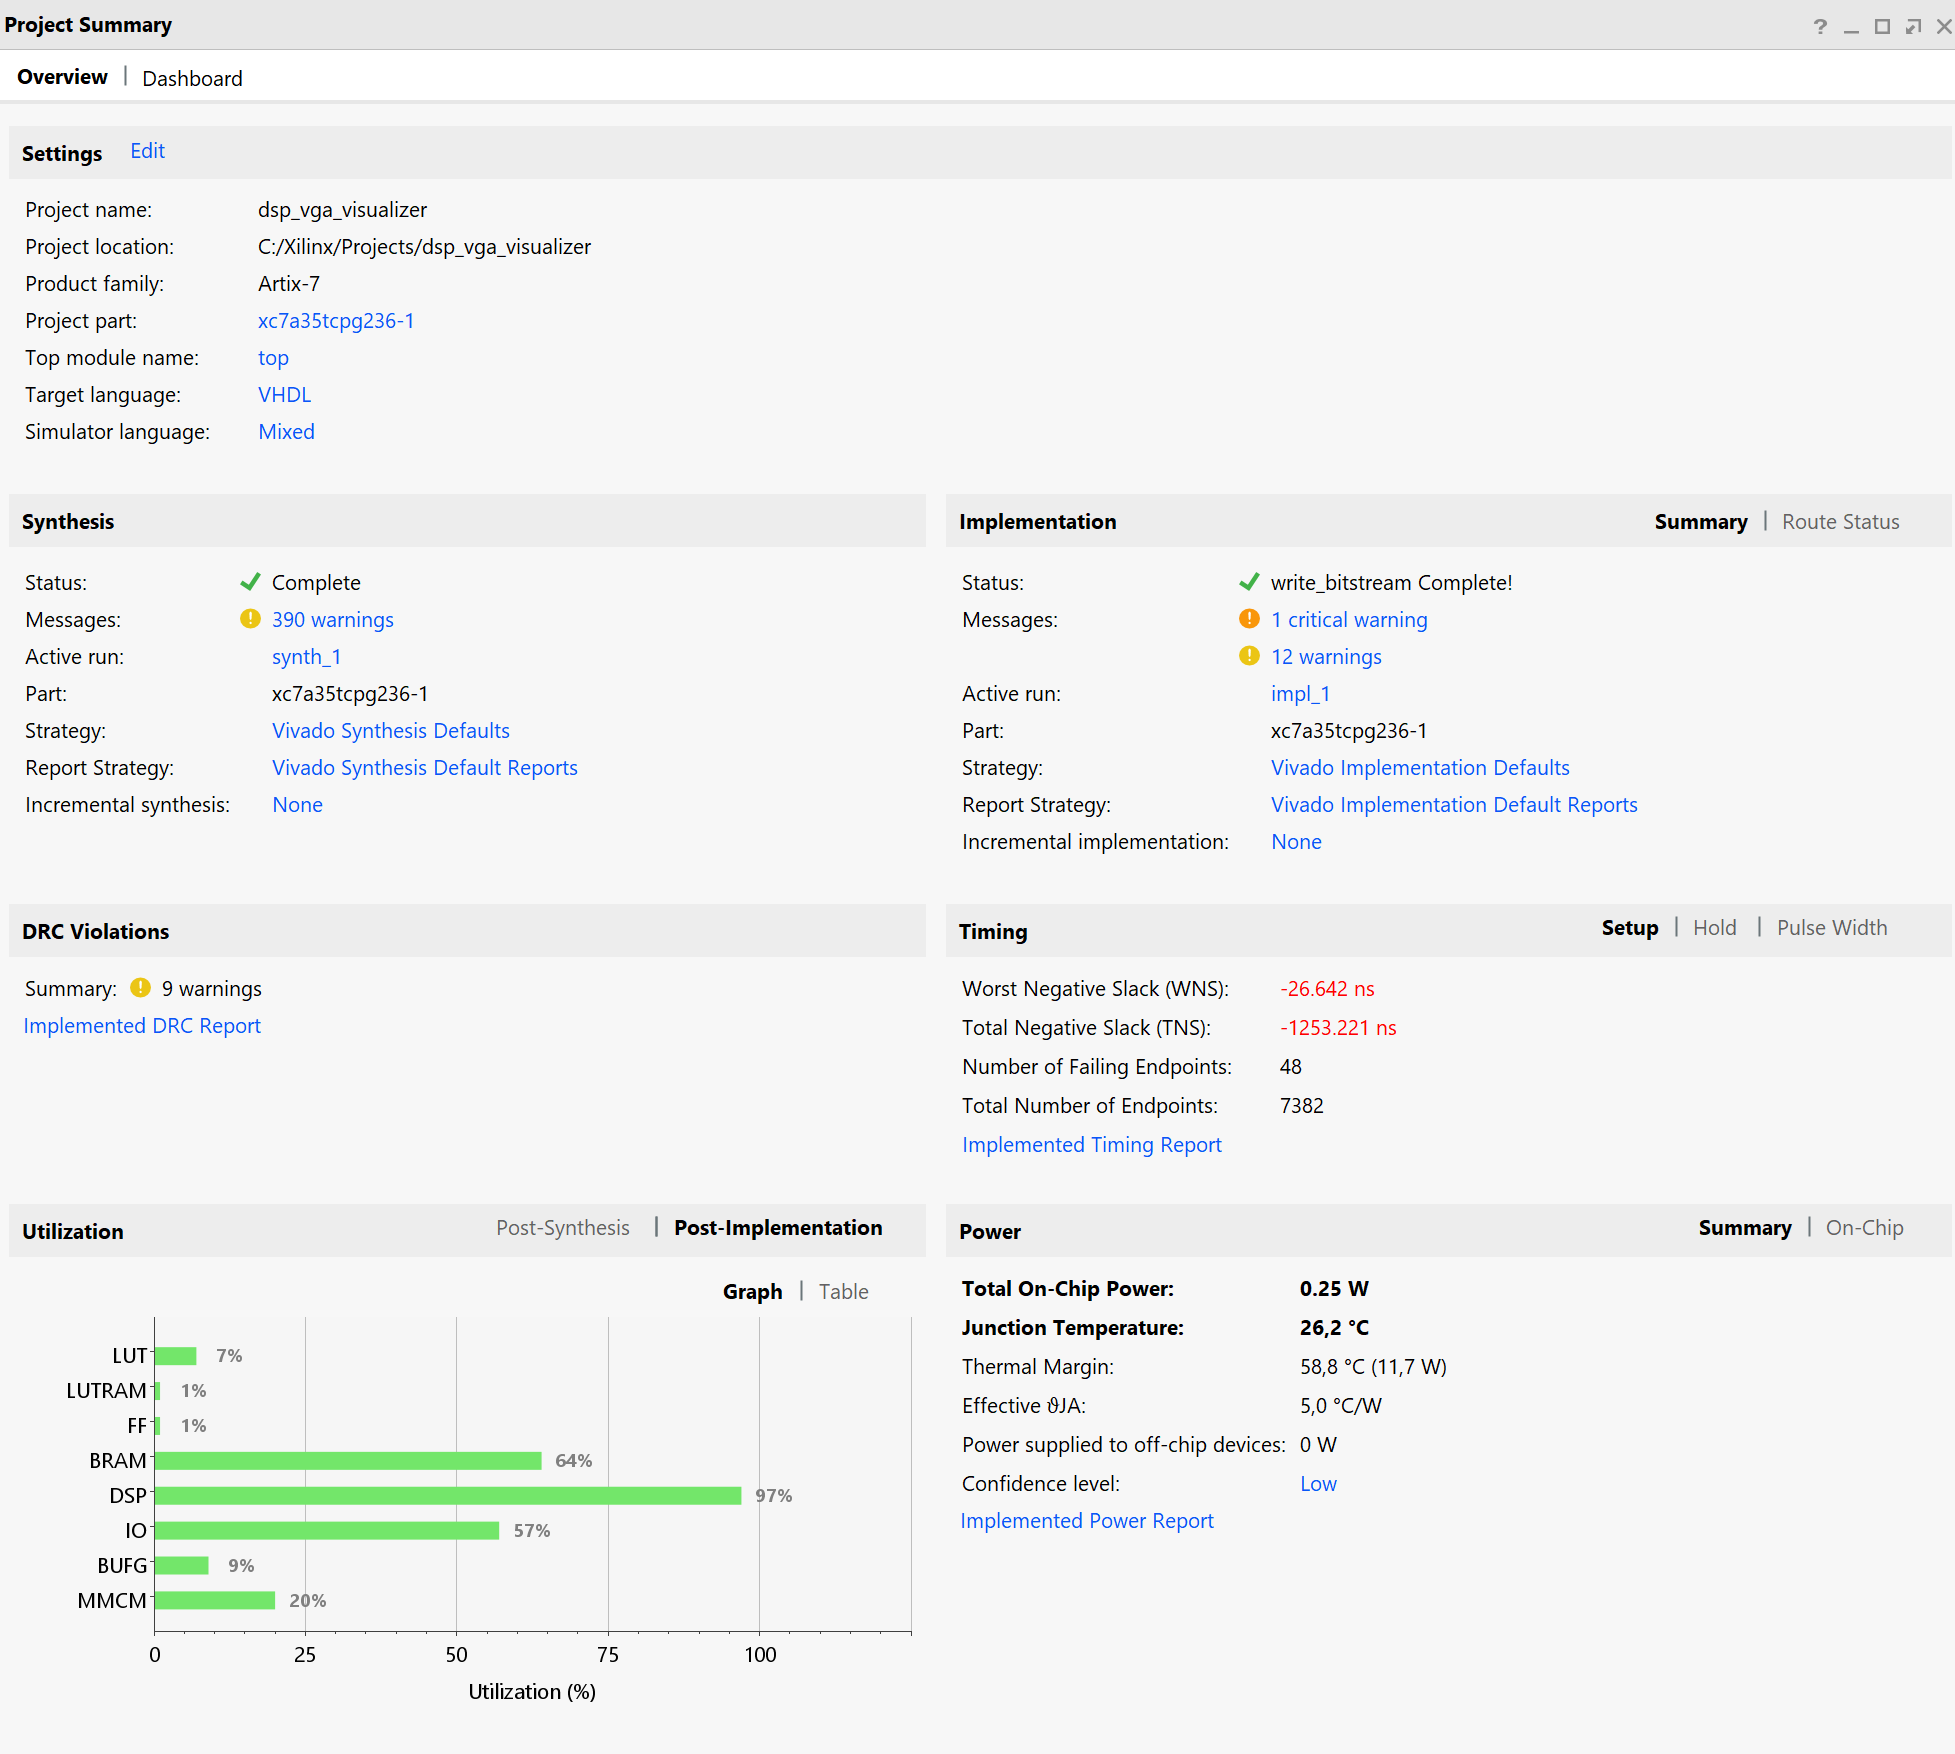 Project Summary
Overview | Dashboard
Settings Edit
Project name: dsp_vga_visualizer
Project location: C:/Xilinx/Projects/dsp_vga_visualizer
Product family: Artix-7
Project part: xc7a35tcpg236-1
Top module name: top
Target language: VHDL
Simulator language: Mixed
Synthesis
Status: Complete
Messages: 390 warnings
Active run: synth_1
Part: xc7a35tcpg236-1
Strategy: Vivado Synthesis Defaults
Report Strategy: Vivado Synthesis Default Reports
Incremental synthesis: None
Implementation Summary | Route Status
Status: write_bitstream Complete!
Messages: 1 critical warning
12 warnings
Active run: impl_1
Part: xc7a35tcpg236-1
Strategy: Vivado Implementation Defaults
Report Strategy: Vivado Implementation Default Reports
Incremental implementation: None
DRC Violations
Summary: 9 warnings
Implemented DRC Report
Timing Setup | Hold | Pulse Width
Worst Negative Slack (WNS): -26.642 ns
Total Negative Slack (TNS): -1253.221 ns
Number of Failing Endpoints: 48
Total Number of Endpoints: 7382
Implemented Timing Report
Utilization Post-Synthesis | Post-Implementation
Graph | Table
LUT 7%
LUTRAM 1%
FF 1%
BRAM 64%
DSP 97%
IO 57%
BUFG 9%
MMCM 20%
0 25 50 75 100
Utilization (%)
Power Summary | On-Chip
Total On-Chip Power: 0.25 W
Junction Temperature: 26,2 °C
Thermal Margin: 58,8 °C (11,7 W)
Effective ϑJA: 5,0 °C/W
Power supplied to off-chip devices: 0 W
Confidence level: Low
Implemented Power Report